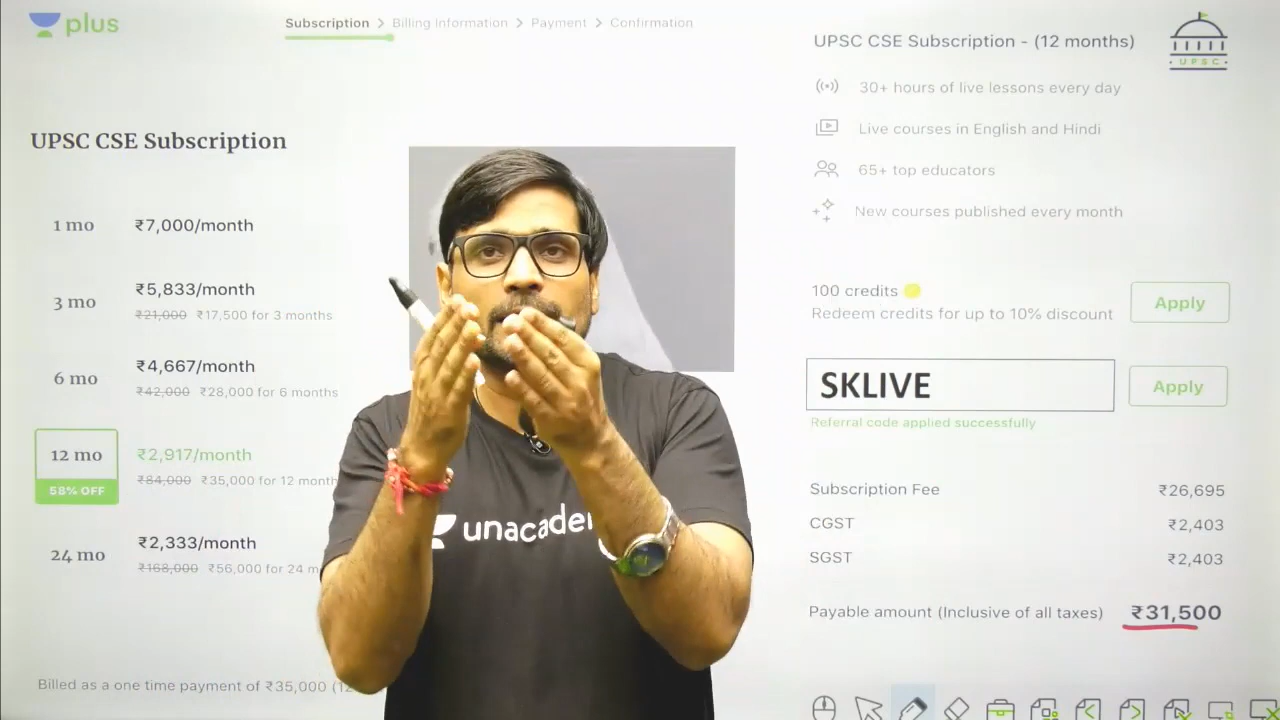 plus
Subscription > Billing Information > Payment > Confirmation
UPSC CSE Subscription
1 mo ₹7,000/month
3 mo ₹5,833/month
₹21,000 ₹17,500 for 3 months
6 mo ₹4,667/month
₹42,000 ₹28,000 for 6 months
12 mo ₹2,917/month
58% OFF ₹84,000 ₹35,000 for 12 month
24 mo ₹2,333/month
₹168,000 ₹56,000 for 24 m
Billed as a one time payment of ₹35,000 (12
unacade
UPSC CSE Subscription - (12 months)
UPSC
30+ hours of live lessons every day
Live courses in English and Hindi
65+ top educators
New courses published every month
100 credits
Redeem credits for up to 10% discount
Apply
SKLIVE
Apply
Referral code applied successfully
Subscription Fee ₹26,695
CGST ₹2,403
SGST ₹2,403
Payable amount (Inclusive of all taxes) ₹31,500